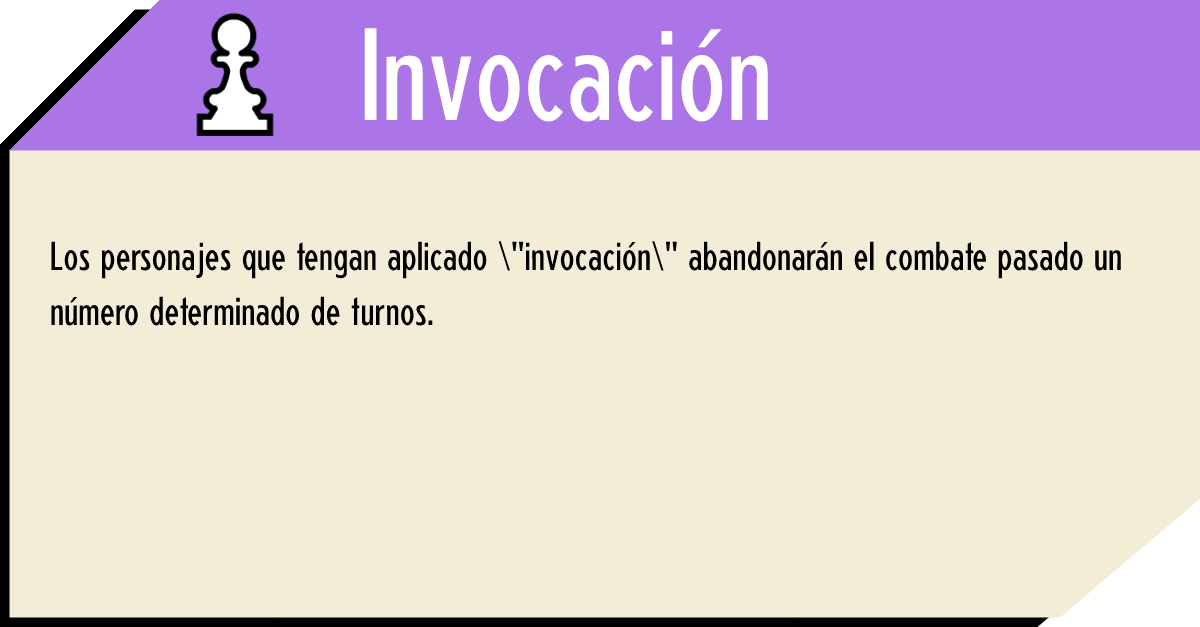 Invocación
Los personajes que tengan aplicado \"invocación\" abandonarán el combate pasado un
número determinado de turnos.